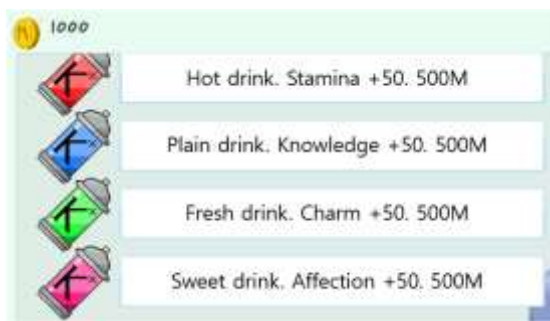 1000
Hot drink. Stamina +50. 500M
Plain drink. Knowledge +50. 500M
Fresh drink. Charm +50. 500M
Sweet drink. Affection +50. 500M